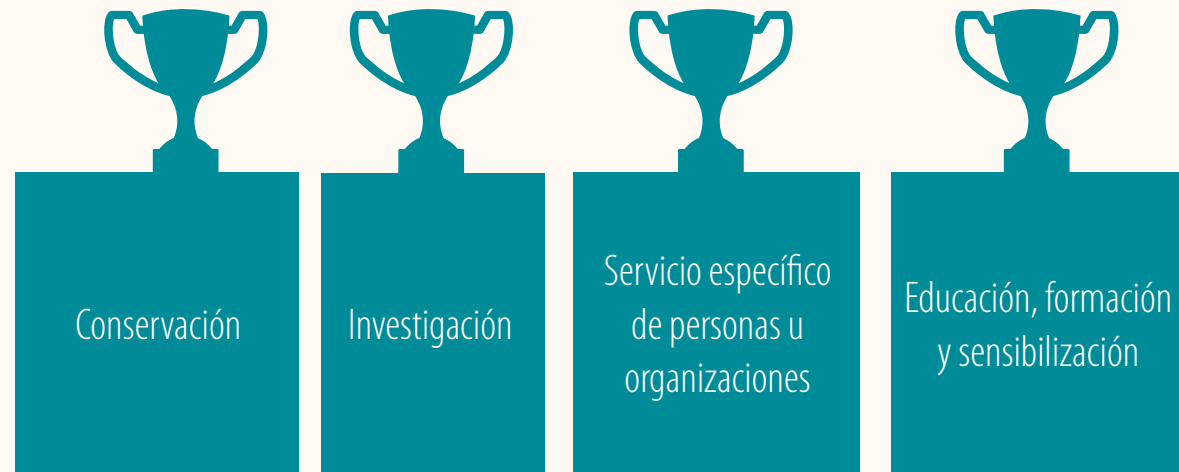 Conservación
Investigación
Servicio específico
de personas u
organizaciones
Educación, formación
y sensibilización